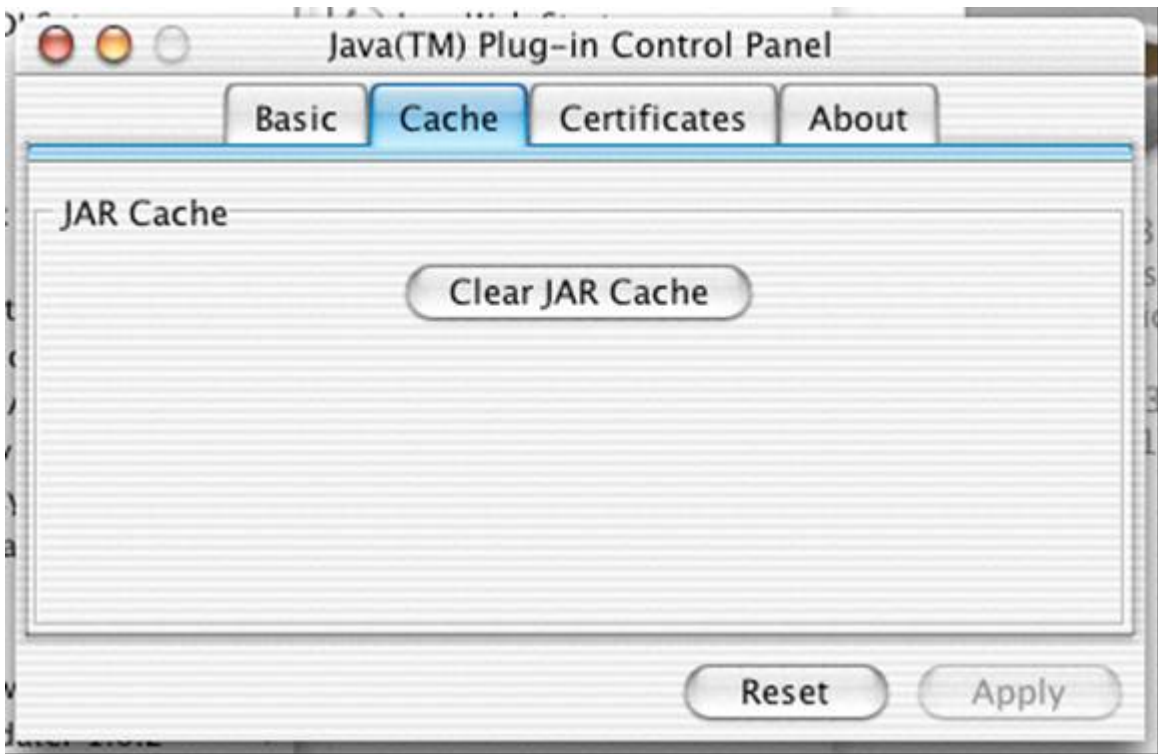 Java(TM) Plug-in Control Panel
Basic Cache Certificates About
JAR Cache
Clear JAR Cache
Reset Apply